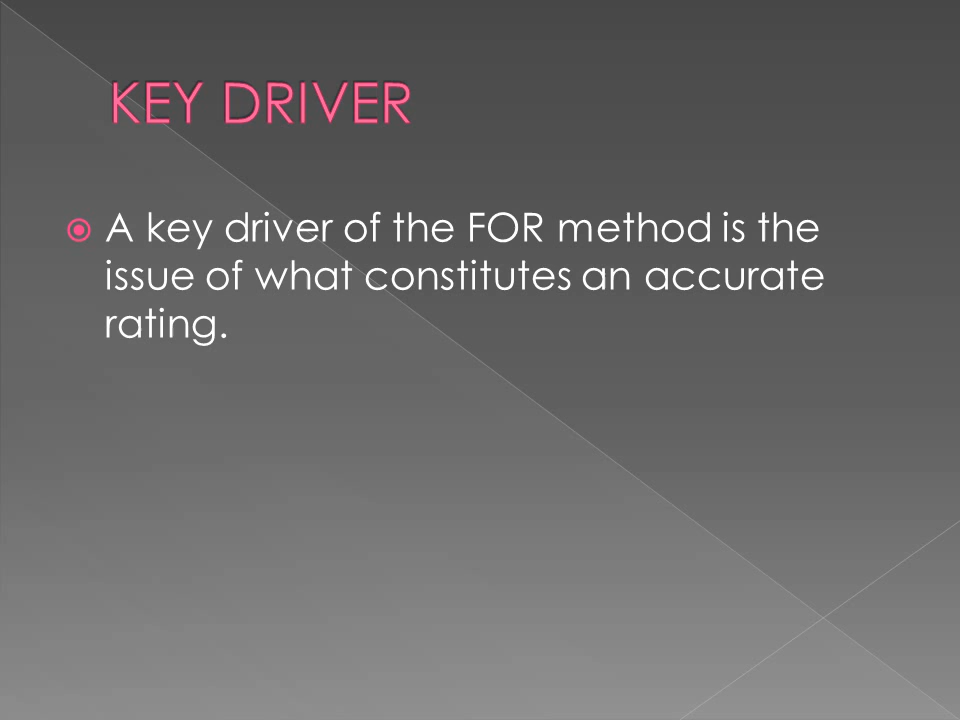 KEY DRIVER
A key driver of the FOR method is the
issue of what constitutes an accurate
rating.